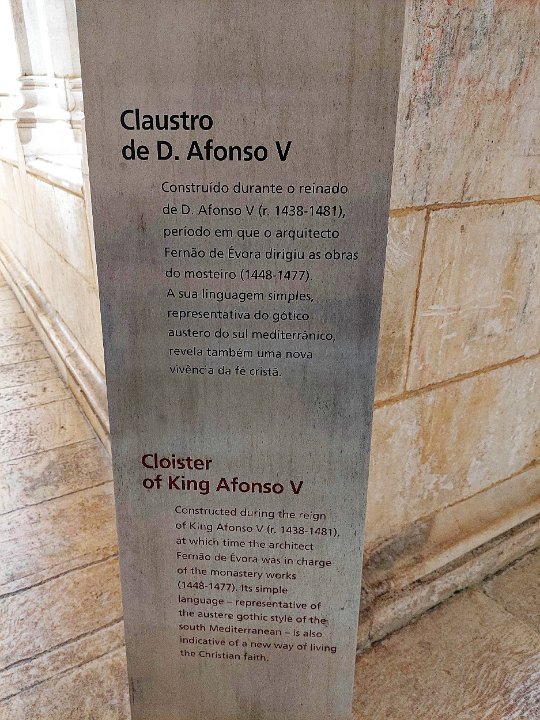 Claustro
de D. Afonso V
Construído durante o reinado
de D. Afonso V (r. 1438-1481),
período em que o arquitecto
Fernão de Évora dirigiu as obras
do mosteiro (1448-1477).
A sua linguagem simples,
representativa do gótico
austero do sul mediterrânico,
revela também uma nova
vivência da fé cristã.
Cloister
of King Afonso V
Constructed during the reign
of King Afonso V (r. 1438-1481),
at which time the architect
Fernão de Évora was in charge
of the monastery works
(1448-1477). Its simple
language – representative of
the austere gothic style of the
south Mediterranean – is also
indicative of a new way of living
the Christian faith.